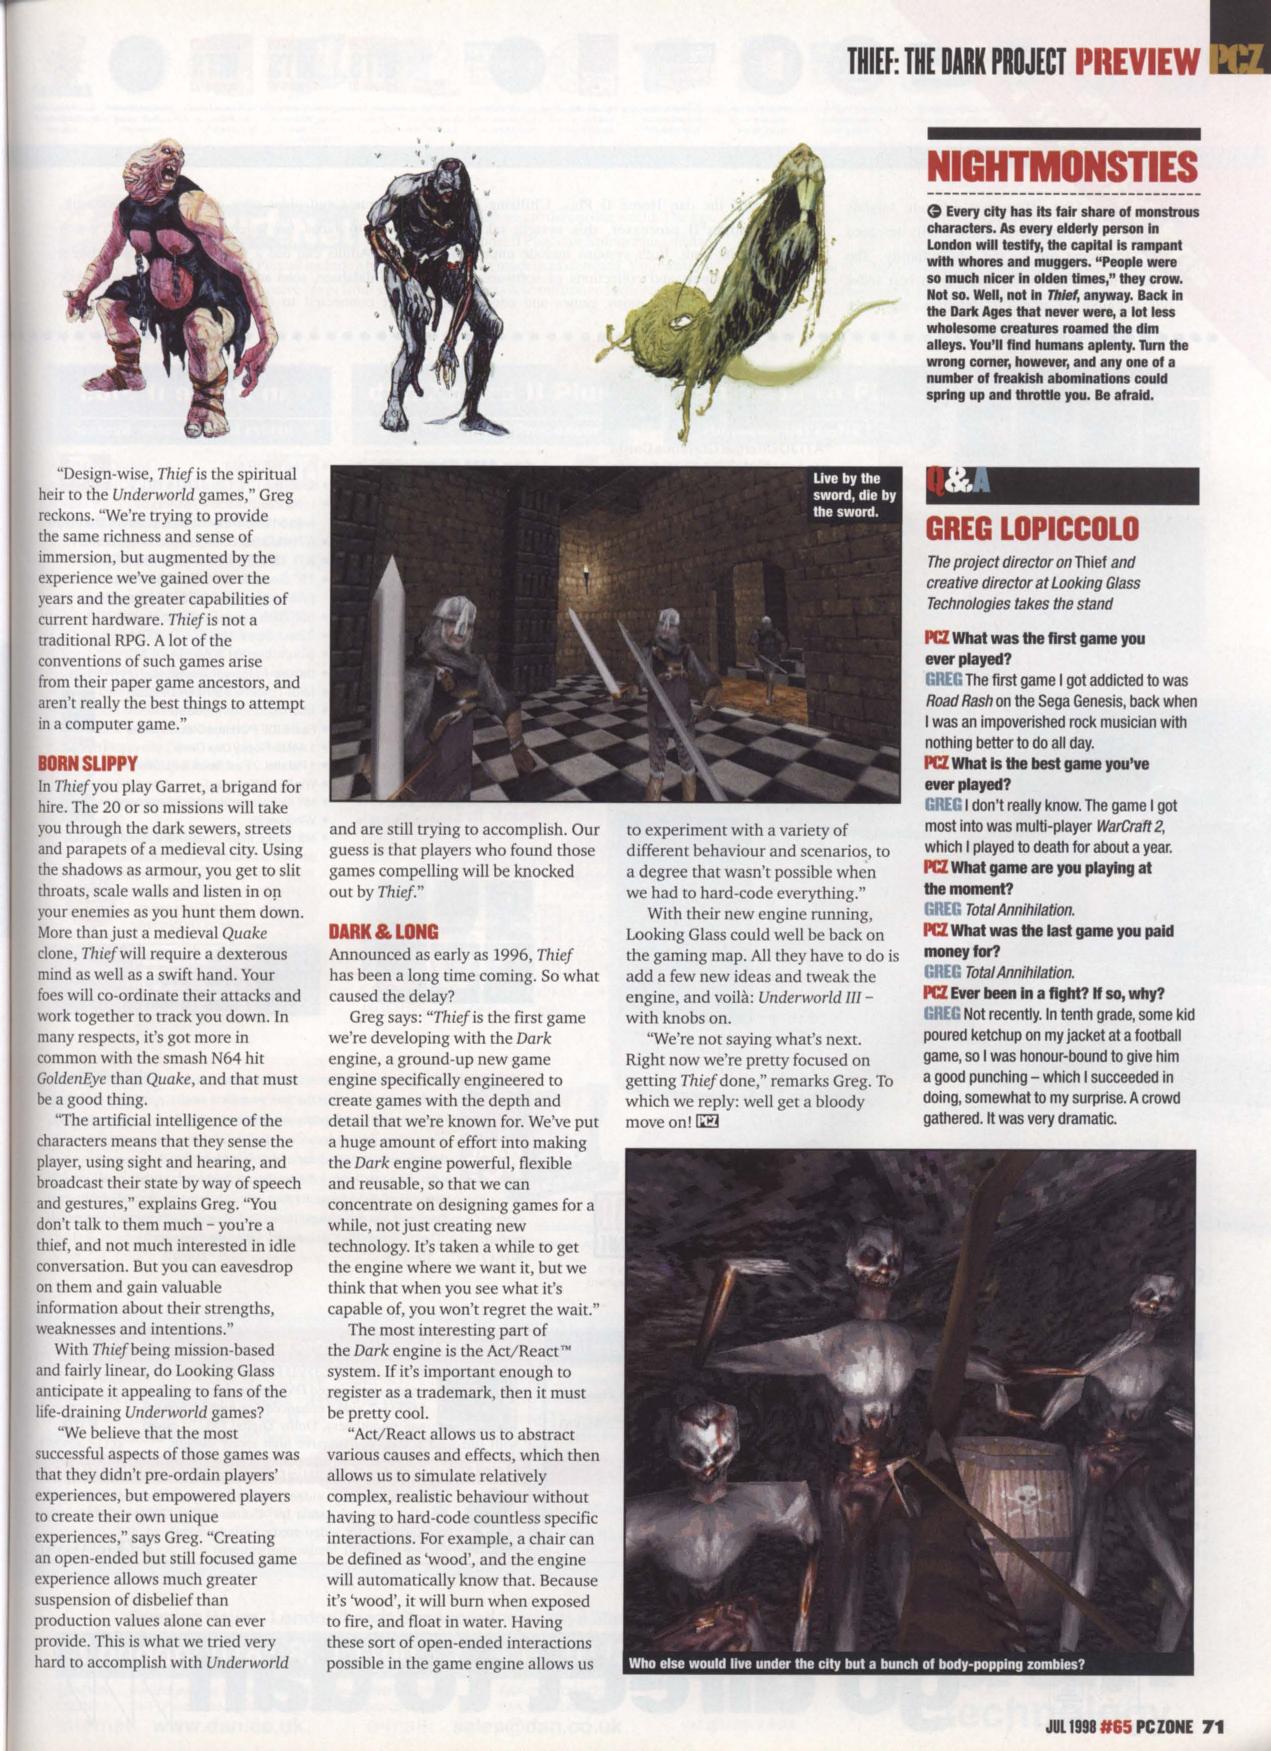 THIEF: THE DARK PROJECT PREVIEW PCZ
NIGHTMONSTIES
Every city has its fair share of monstrous
characters. As every elderly person in
London will testify, the capital is rampant
with whores and muggers. “People were
so much nicer in olden times,” they crow.
Not so. Well, not in Thief, anyway. Back in
the Dark Ages that never were, a lot less
wholesome creatures roamed the dim
alleys. You’ll find humans aplenty. Turn the
wrong corner, however, and any one of a
number of freakish abominations could
spring up and throttle you. Be afraid.
“Design-wise, Thief is the spiritual
heir to the Underworld games,” Greg
reckons. “We’re trying to provide
the same richness and sense of
immersion, but augmented by the
experience we’ve gained over the
years and the greater capabilities of
current hardware. Thief is not a
traditional RPG. A lot of the
conventions of such games arise
from their paper game ancestors, and
aren’t really the best things to attempt
in a computer game.”
BORN SLIPPY
In Thief you play Garret, a brigand for
hire. The 20 or so missions will take
you through the dark sewers, streets
and parapets of a medieval city. Using
the shadows as armour, you get to slit
throats, scale walls and listen in on
your enemies as you hunt them down.
More than just a medieval Quake
clone, Thief will require a dexterous
mind as well as a swift hand. Your
foes will co-ordinate their attacks and
work together to track you down. In
many respects, it’s got more in
common with the smash N64 hit
GoldenEye than Quake, and that must
be a good thing.
“The artificial intelligence of the
characters means that they sense the
player, using sight and hearing, and
broadcast their state by way of speech
and gestures,” explains Greg. “You
don’t talk to them much – you’re a
thief, and not much interested in idle
conversation. But you can eavesdrop
on them and gain valuable
information about their strengths,
weaknesses and intentions.”
With Thief being mission-based
and fairly linear, do Looking Glass
anticipate it appealing to fans of the
life-draining Underworld games?
“We believe that the most
successful aspects of those games was
that they didn’t pre-ordain players’
experiences, but empowered players
to create their own unique
experiences,” says Greg. “Creating
an open-ended but still focused game
experience allows much greater
suspension of disbelief than
production values alone can ever
provide. This is what we tried very
hard to accomplish with Underworld
Live by the
sword, die by
the sword.
and are still trying to accomplish. Our
guess is that players who found those
games compelling will be knocked
out by Thief.”
DARK & LONG
Announced as early as 1996, Thief
has been a long time coming. So what
caused the delay?
Greg says: “Thief is the first game
we’re developing with the Dark
engine, a ground-up new game
engine specifically engineered to
create games with the depth and
detail that we’re known for. We’ve put
a huge amount of effort into making
the Dark engine powerful, flexible
and reusable, so that we can
concentrate on designing games for a
while, not just creating new
technology. It’s taken a while to get
the engine where we want it, but we
think that when you see what it’s
capable of, you won’t regret the wait.”
The most interesting part of
the Dark engine is the Act/React™
system. If it’s important enough to
register as a trademark, then it must
be pretty cool.
“Act/React allows us to abstract
various causes and effects, which then
allows us to simulate relatively
complex, realistic behaviour without
having to hard-code countless specific
interactions. For example, a chair can
be defined as ‘wood’, and the engine
will automatically know that. Because
it’s ‘wood’, it will burn when exposed
to fire, and float in water. Having
these sort of open-ended interactions
possible in the game engine allows us
to experiment with a variety of
different behaviour and scenarios, to
a degree that wasn’t possible when
we had to hard-code everything.”
With their new engine running,
Looking Glass could well be back on
the gaming map. All they have to do is
add a few new ideas and tweak the
engine, and voilà: Underworld III –
with knobs on.
“We’re not saying what’s next.
Right now we’re pretty focused on
getting Thief done,” remarks Greg. To
which we reply: well get a bloody
move on! PCZ
Q&A
GREG LOPICCOLO
The project director on Thief and
creative director at Looking Glass
Technologies takes the stand
PCZ What was the first game you
ever played?
GREG The first game I got addicted to was
Road Rash on the Sega Genesis, back when
I was an impoverished rock musician with
nothing better to do all day.
PCZ What is the best game you’ve
ever played?
GREG I don’t really know. The game I got
most into was multi-player WarCraft 2,
which I played to death for about a year.
PCZ What game are you playing at
the moment?
GREG Total Annihilation.
PCZ What was the last game you paid
money for?
GREG Total Annihilation.
PCZ Ever been in a fight? If so, why?
GREG Not recently. In tenth grade, some kid
poured ketchup on my jacket at a football
game, so I was honour-bound to give him
a good punching – which I succeeded in
doing, somewhat to my surprise. A crowd
gathered. It was very dramatic.
Who else would live under the city but a bunch of body-popping zombies?
JUL 1998 #65 PC ZONE 71